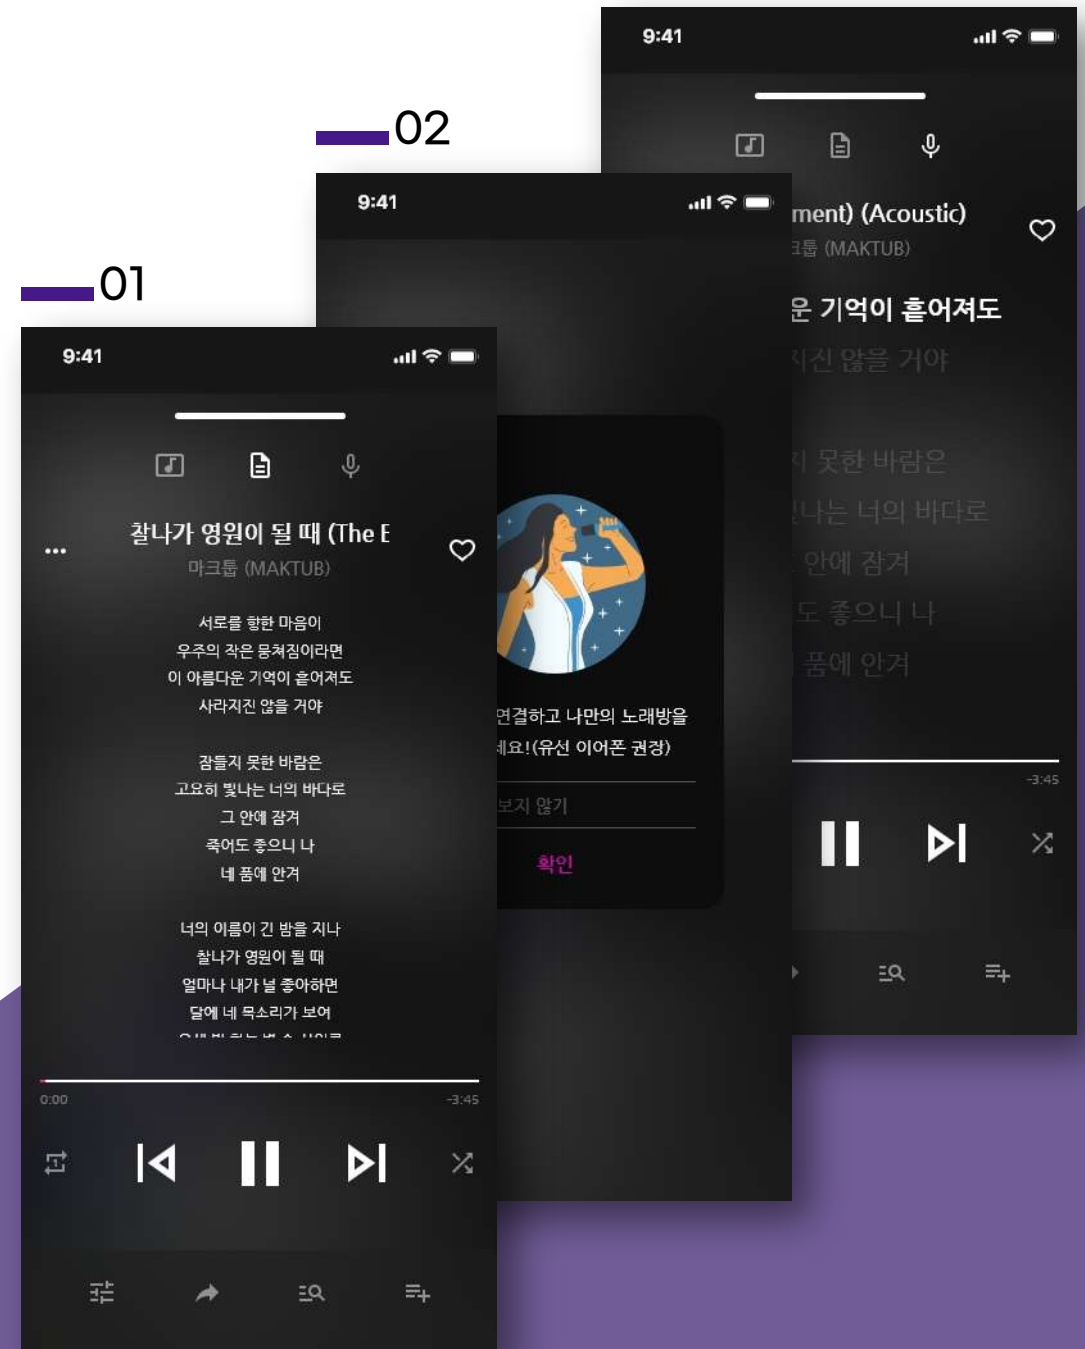 01
9:41
찰나가 영원이 될 때 (The E
마크툽 (MAKTUB)
서로를 향한 마음이
우주의 작은 뭉쳐짐이라면
이 아름다운 기억이 흩어져도
사라지진 않을 거야
잠들지 못한 바람은
고요히 빛나는 너의 바다로
그 안에 잠겨
죽어도 좋으니 나
네 품에 안겨
너의 이름이 긴 밤을 지나
찰나가 영원이 될 때
얼마나 내가 널 좋아하면
달에 네 목소리가 보여
0:00
-3:45
02
9:41
연결하고 나만의 노래방을
요!(유선 이어폰 권장)
보지 않기
확인
9:41
ment) (Acoustic)
크툽 (MAKTUB)
운 기억이 흩어져도
지진 않을 거야
지 못한 바람은
나는 너의 바다로
안에 잠겨
도 좋으니 나
품에 안겨
-3:45